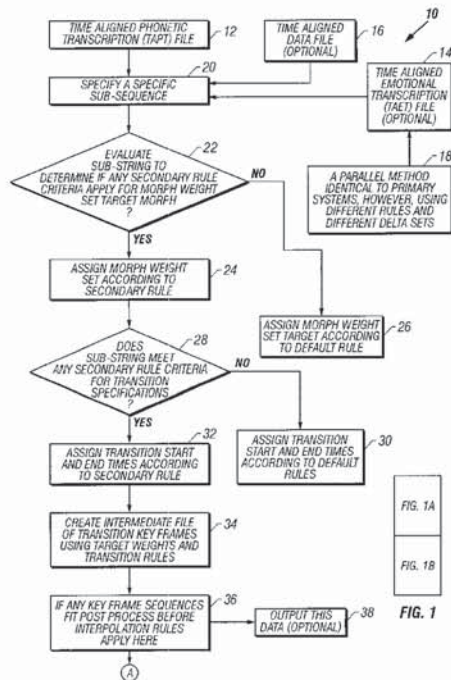 10
TIME ALIGNED PHONETIC
TRANSCRIPTION (TAPT) FILE
12
TIME ALIGNED
DATA FILE
(OPTIONAL)
16
14
TIME ALIGNED
EMOTIONAL
TRANSCRIPTION
(TAET) FILE
(OPTIONAL)
20
SPECIFY A SPECIFIC
SUB-SEQUENCE
18
A PARALLEL METHOD
IDENTICAL TO PRIMARY
SYSTEMS, HOWEVER, USING
DIFFERENT RULES AND
DIFFERENT DELTA SETS
22
EVALUATE
SUB-STRING TO
DETERMINE IF ANY SECONDARY RULE
CRITERIA APPLY FOR MORPH WEIGHT
SET TARGET MORPH
?
NO
YES
24
ASSIGN MORPH WEIGHT
SET ACCORDING TO
SECONDARY RULE
26
ASSIGN MORPH WEIGHT
SET TARGET ACCORDING TO
DEFAULT RULE
28
DOES
SUB-STRING MEET
ANY SECONDARY RULE CRITERIA
FOR TRANSITION
SPECIFICATIONS
?
NO
YES
32
ASSIGN TRANSITION START
AND END TIMES ACCORDING
TO SECONDARY RULE
30
ASSIGN TRANSITION
START AND END TIMES
ACCORDING TO DEFAULT
RULES
34
CREATE INTERMEDIATE FILE
OF TRANSITION KEY FRAMES
USING TARGET WEIGHTS AND
TRANSITION RULES
36
IF ANY KEY FRAME SEQUENCES
FIT POST PROCESS BEFORE
INTERPOLATION RULES
APPLY HERE
38
OUTPUT THIS
DATA (OPTIONAL)
A
FIG. 1A
FIG. 1B
FIG. 1